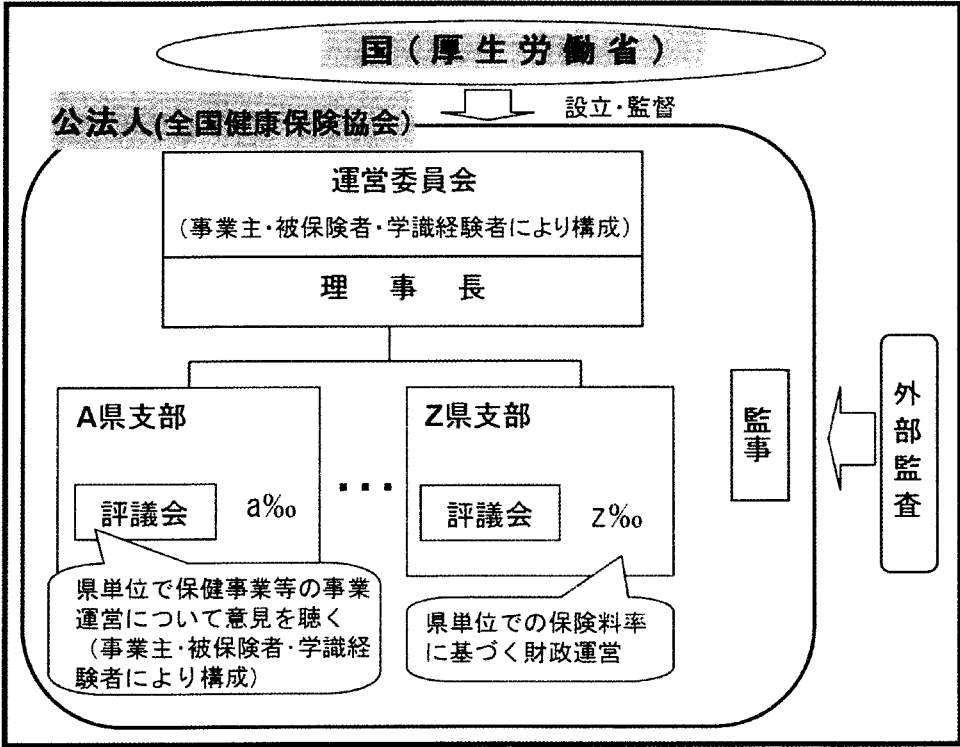 国(厚生労働省)
設立・監督
公法人(全国健康保険協会)
運営委員会
(事業主・被保険者・学識経験者により構成)
理事長
A県支部
評議会
a‰
県単位で保健事業等の事業
運営について意見を聴く
(事業主・被保険者・学識経
験者により構成)
…
Z県支部
評議会
z‰
県単位での保険料率
に基づく財政運営
監事
外部監査